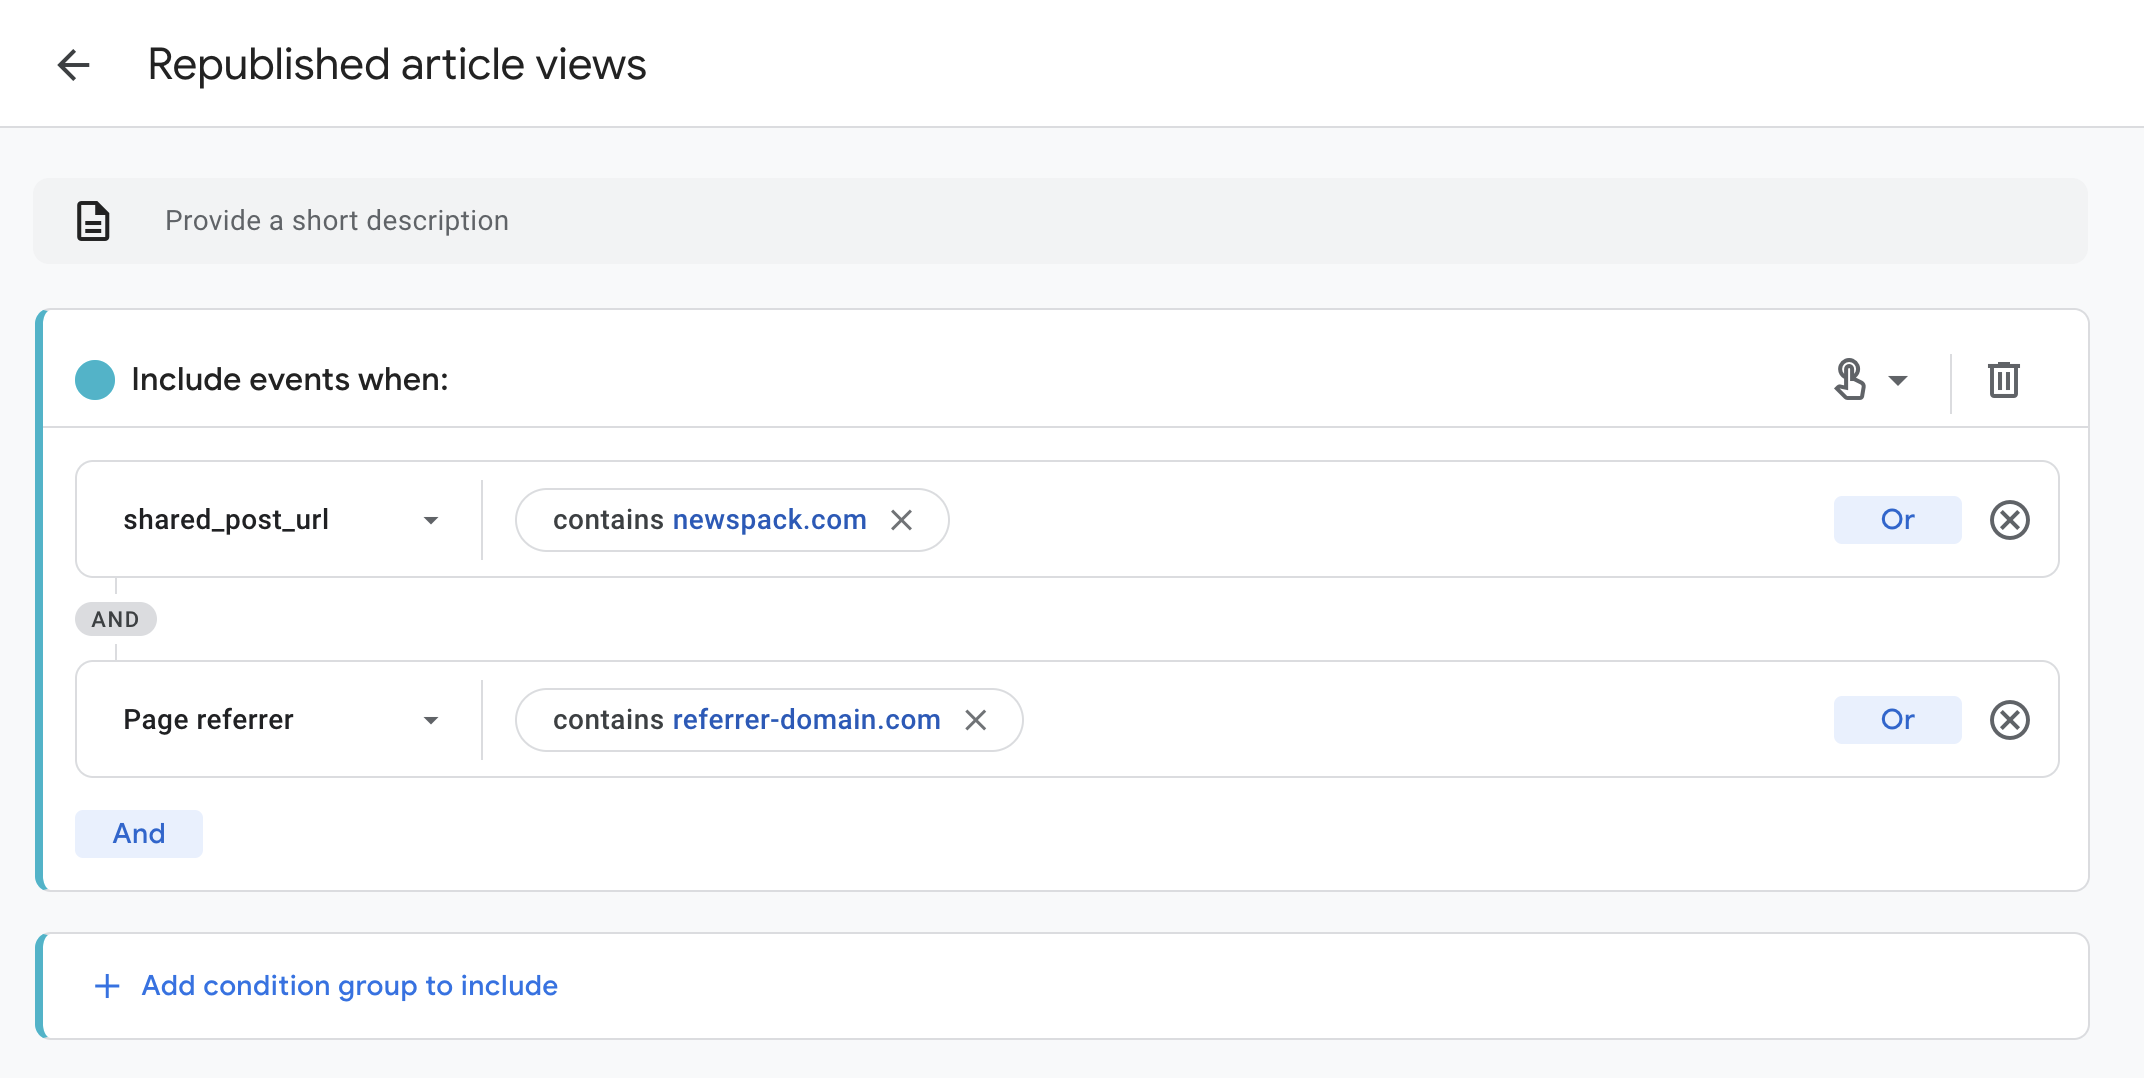 Republished article views
Provide a short description
Include events when:
shared_post_url
contains newspack.com
Or
AND
Page referrer
contains referrer-domain.com
Or
And
Add condition group to include